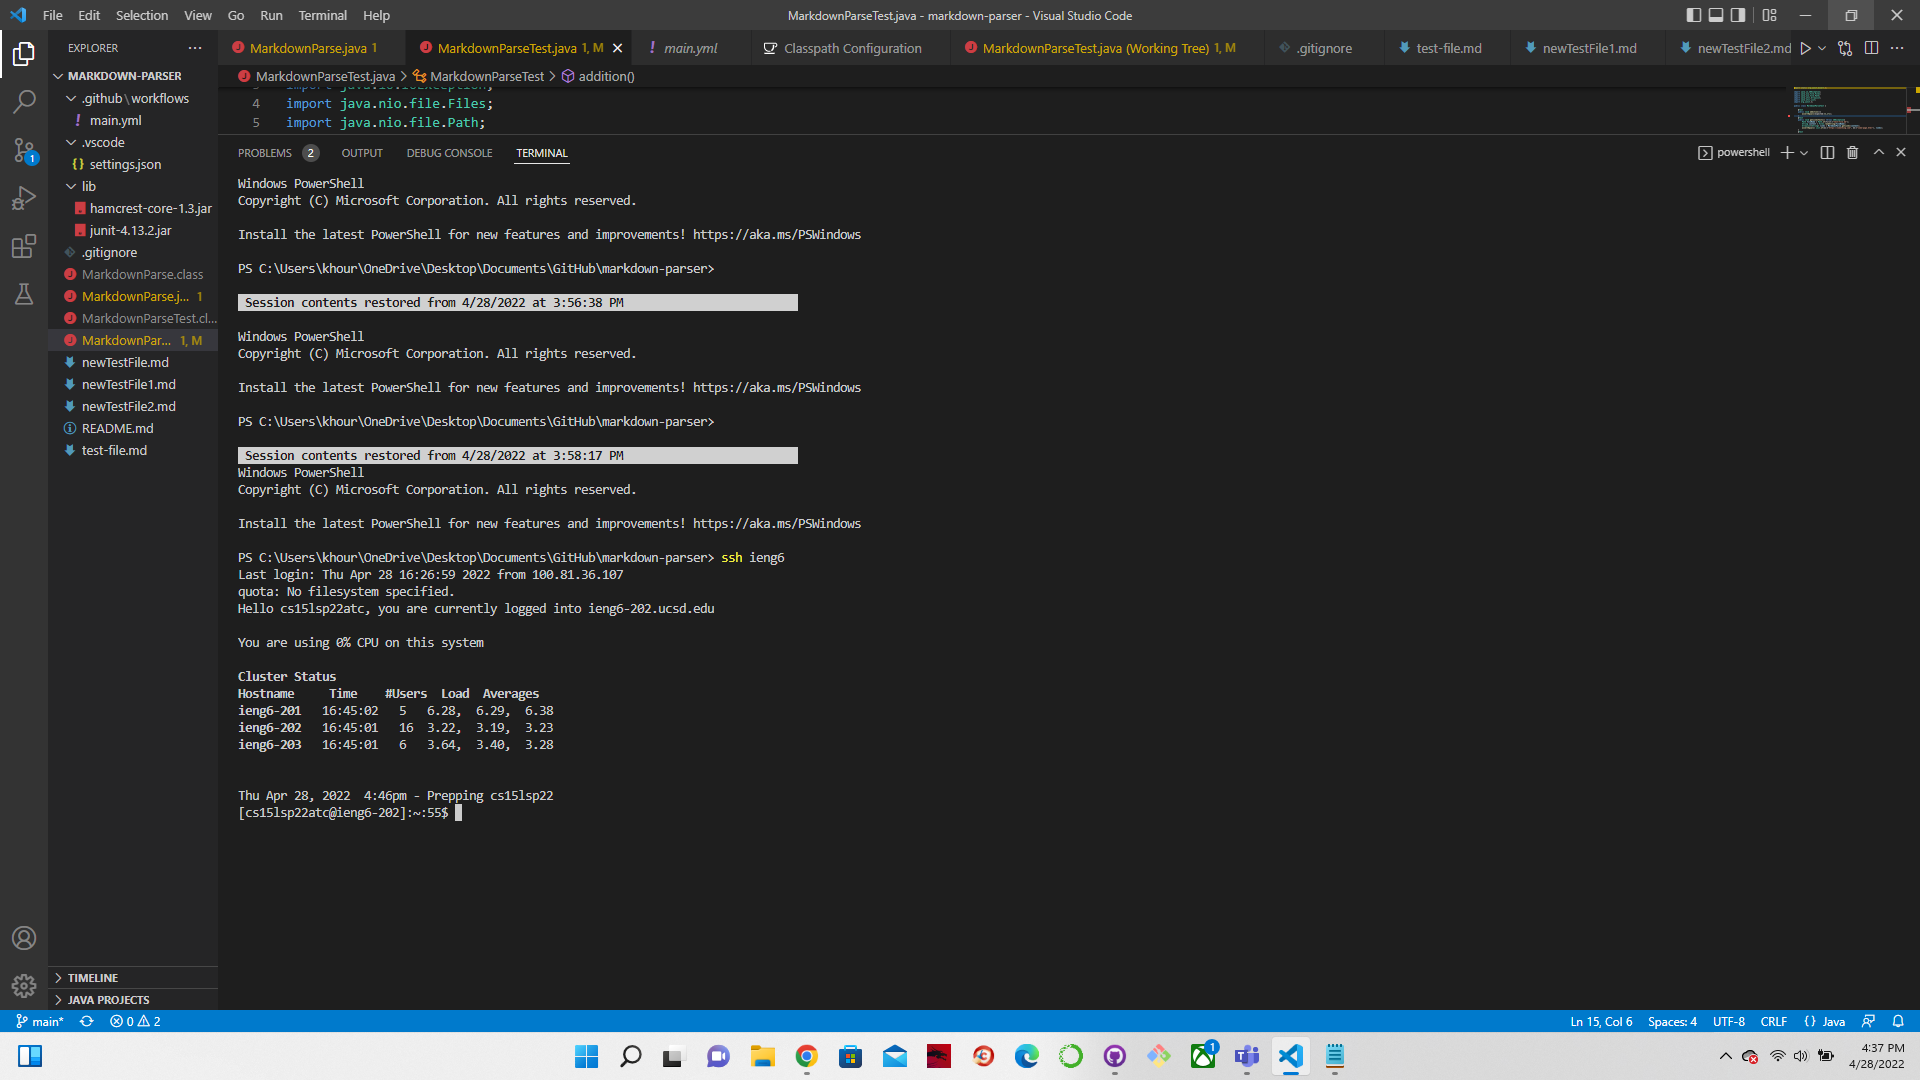 File Edit Selection View Go Run Terminal Help
MarkdownParseTest.java - markdown-parser - Visual Studio Code
EXPLORER
MarkdownParse.java 1
MarkdownParseTest.java 1, M
main.yml
Classpath Configuration
MarkdownParseTest.java (Working Tree) 1, M
.gitignore
test-file.md
newTestFile1.md
newTestFile2.md
MarkdownParseTest.java > MarkdownParseTest > addition()
MARKDOWN-PARSER
.github\workflows
main.yml
.vscode
settings.json
lib
hamcrest-core-1.3.jar
junit-4.13.2.jar
.gitignore
MarkdownParse.class
MarkdownParse.j... 1
MarkdownParseTest.cl...
MarkdownPar... 1, M
newTestFile.md
newTestFile1.md
newTestFile2.md
README.md
test-file.md
TIMELINE
JAVA PROJECTS
3 import java.io.IOException;
4 import java.nio.file.Files;
5 import java.nio.file.Path;
PROBLEMS 2 OUTPUT DEBUG CONSOLE TERMINAL
powershell
Windows PowerShell
Copyright (C) Microsoft Corporation. All rights reserved.
Install the latest PowerShell for new features and improvements! https://aka.ms/PSWindows
PS C:\Users\khour\OneDrive\Desktop\Documents\GitHub\markdown-parser>
Session contents restored from 4/28/2022 at 3:56:38 PM
Windows PowerShell
Copyright (C) Microsoft Corporation. All rights reserved.
Install the latest PowerShell for new features and improvements! https://aka.ms/PSWindows
PS C:\Users\khour\OneDrive\Desktop\Documents\GitHub\markdown-parser>
Session contents restored from 4/28/2022 at 3:58:17 PM
Windows PowerShell
Copyright (C) Microsoft Corporation. All rights reserved.
Install the latest PowerShell for new features and improvements! https://aka.ms/PSWindows
PS C:\Users\khour\OneDrive\Desktop\Documents\GitHub\markdown-parser> ssh ieng6
Last login: Thu Apr 28 16:26:59 2022 from 100.81.36.107
quota: No filesystem specified.
Hello cs15lsp22atc, you are currently logged into ieng6-202.ucsd.edu
You are using 0% CPU on this system
Cluster Status
Hostname Time #Users Load Averages
ieng6-201 16:45:02 5 6.28, 6.29, 6.38
ieng6-202 16:45:01 16 3.22, 3.19, 3.23
ieng6-203 16:45:01 6 3.64, 3.40, 3.28
Thu Apr 28, 2022 4:46pm - Prepping cs15lsp22
[cs15lsp22atc@ieng6-202]:~:55$
main* 0 2
Ln 15, Col 6 Spaces: 4 UTF-8 CRLF {} Java
4:37 PM
4/28/2022